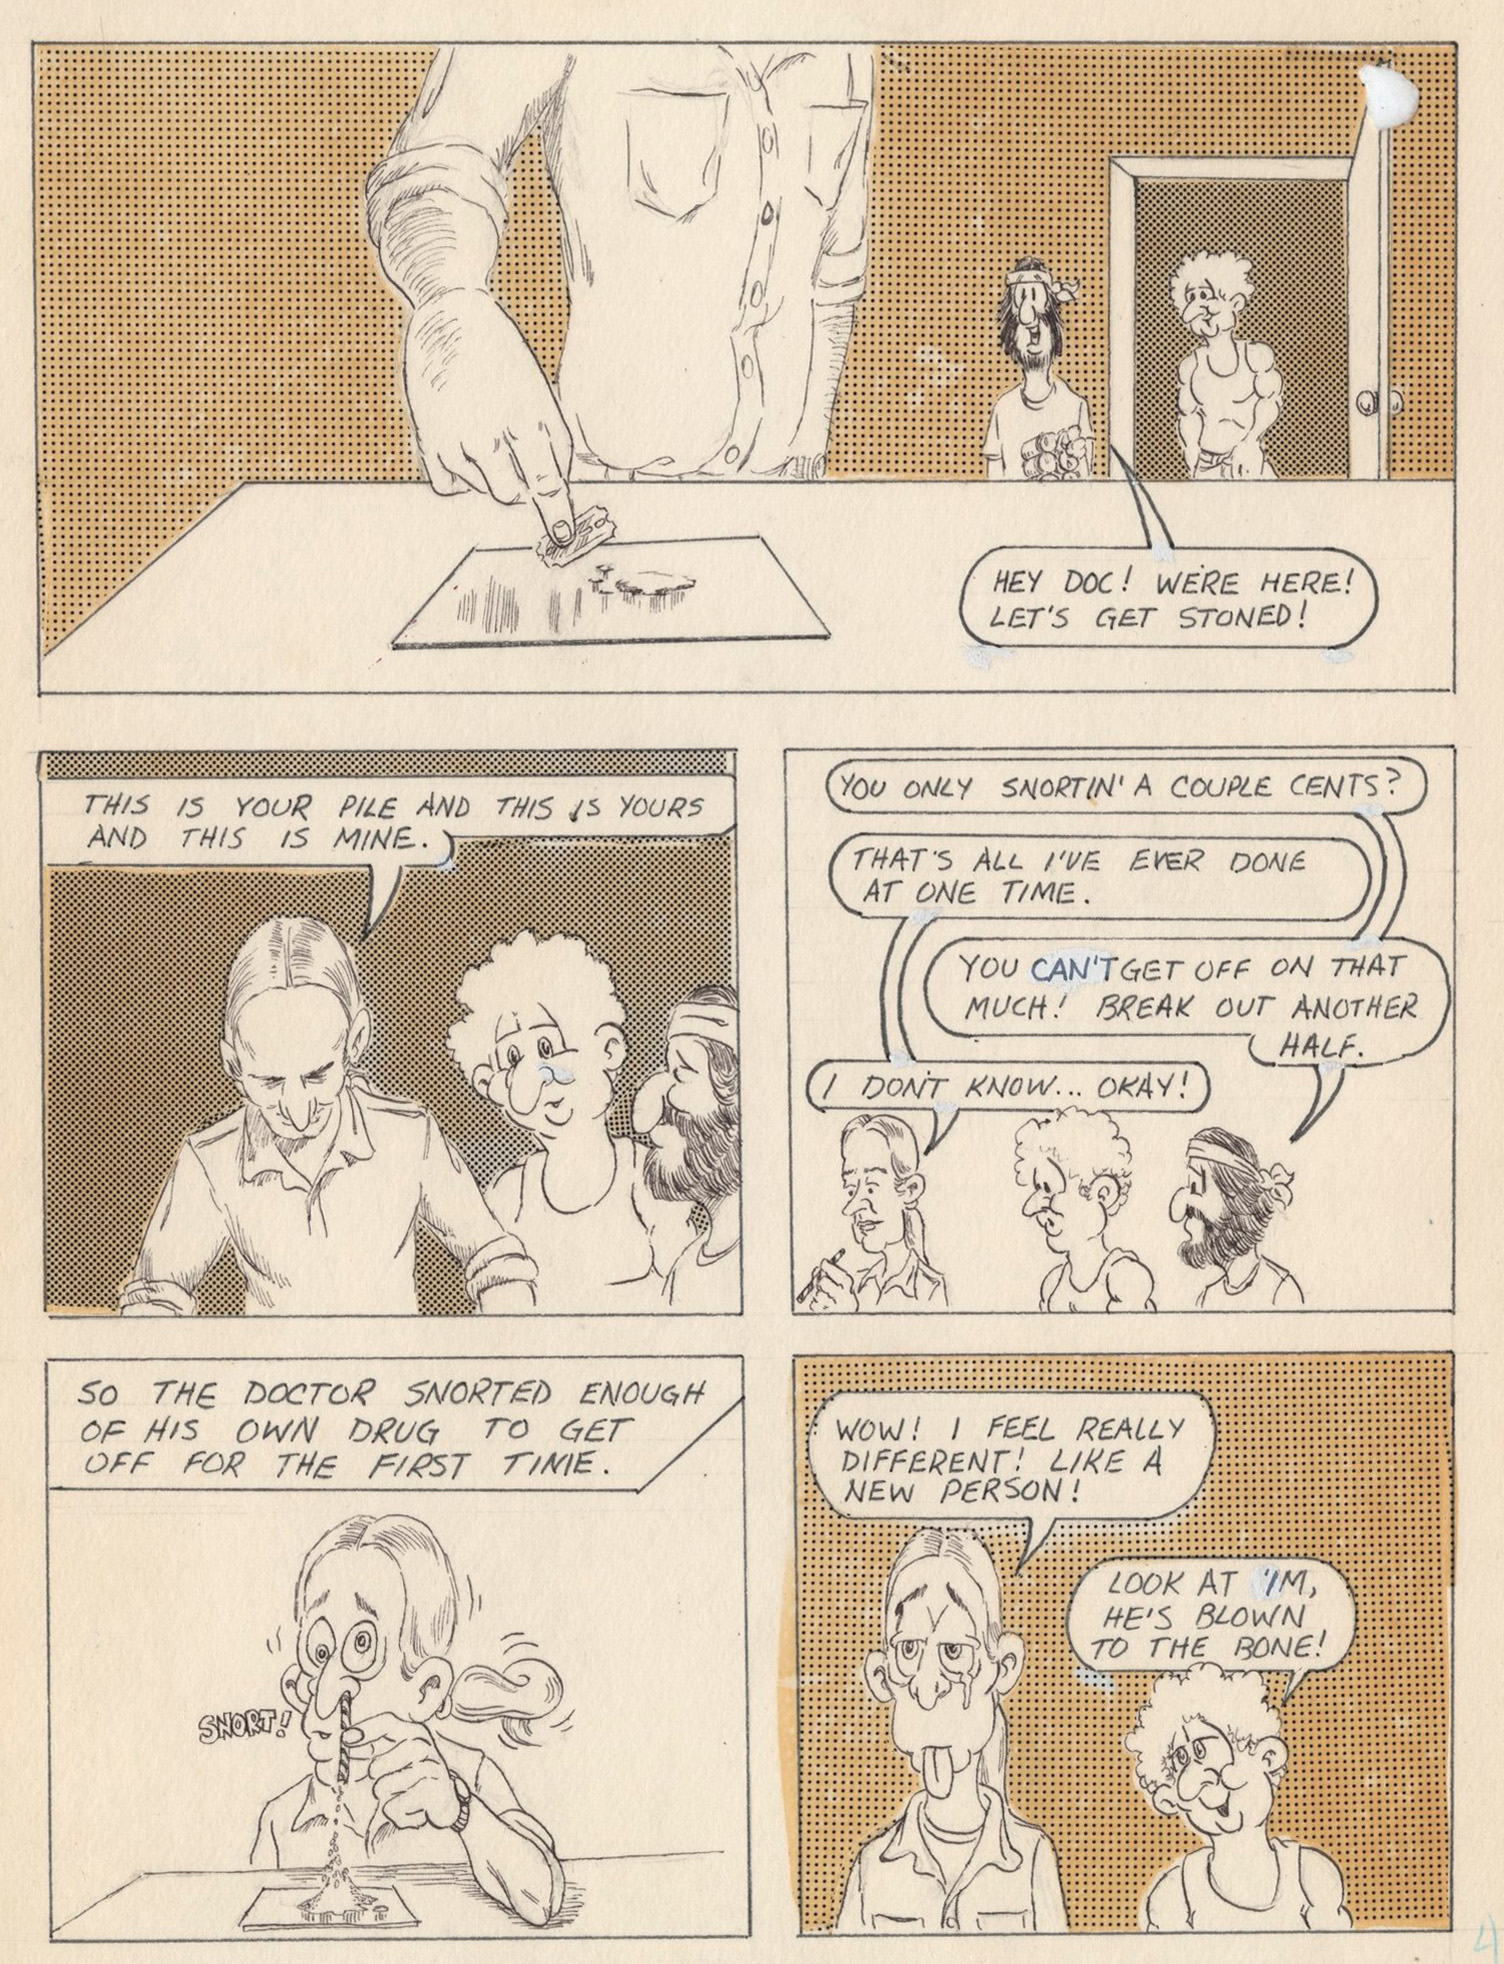 HEY DOC! WE'RE HERE!
LET'S GET STONED!
THIS IS YOUR PILE AND THIS IS YOURS
AND THIS IS MINE.
YOU ONLY SNORTIN' A COUPLE CENTS?
THAT'S ALL I'VE EVER DONE
AT ONE TIME.
YOU CAN'T GET OFF ON THAT
MUCH! BREAK OUT ANOTHER
HALF.
I DON'T KNOW... OKAY!
SO THE DOCTOR SNORTED ENOUGH
OF HIS OWN DRUG TO GET
OFF FOR THE FIRST TIME.
SNORT!
WOW! I FEEL REALLY
DIFFERENT! LIKE A
NEW PERSON!
LOOK AT 'IM,
HE'S BLOWN
TO THE BONE!
4